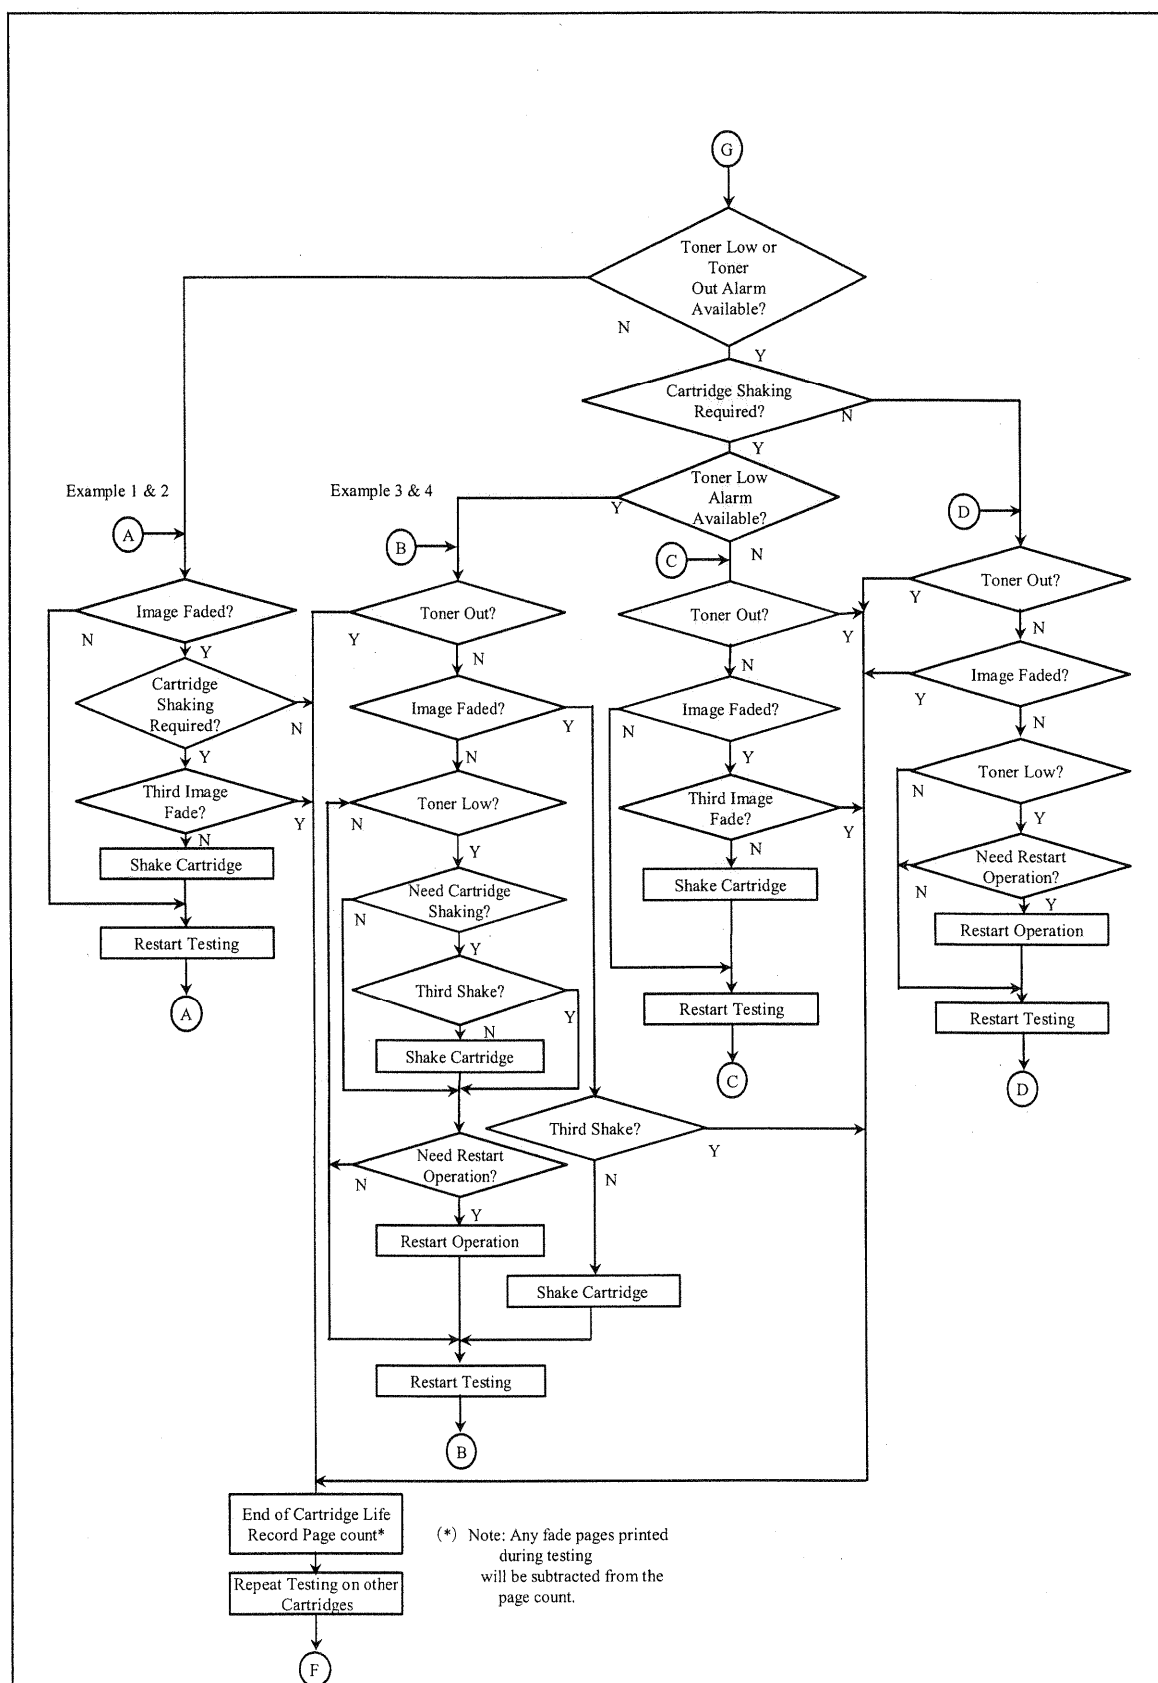 G
Toner Low or
Toner
Out Alarm
Available?
N
Y
Cartridge Shaking
Required?
N
Y
Example 1 & 2
Example 3 & 4
Toner Low
Alarm
Available?
Y
N
A
B
C
D
Image Faded?
N
Y
Cartridge
Shaking
Required?
N
Y
Third Image
Fade?
Y
N
Shake Cartridge
Restart Testing
A
Toner Out?
Y
N
Image Faded?
Y
N
Toner Low?
N
Y
Need Cartridge
Shaking?
N
Y
Third Shake?
Y
N
Shake Cartridge
Need Restart
Operation?
N
Y
Restart Operation
Third Shake?
Y
N
Shake Cartridge
Restart Testing
B
Toner Out?
Y
N
Image Faded?
N
Y
Third Image
Fade?
Y
N
Shake Cartridge
Restart Testing
C
Toner Out?
Y
N
Image Faded?
Y
N
Toner Low?
N
Y
Need Restart
Operation?
N
Y
Restart Operation
Restart Testing
D
End of Cartridge Life
Record Page count*
Repeat Testing on other
Cartridges
F
(*) Note: Any fade pages printed
during testing
will be subtracted from the
page count.